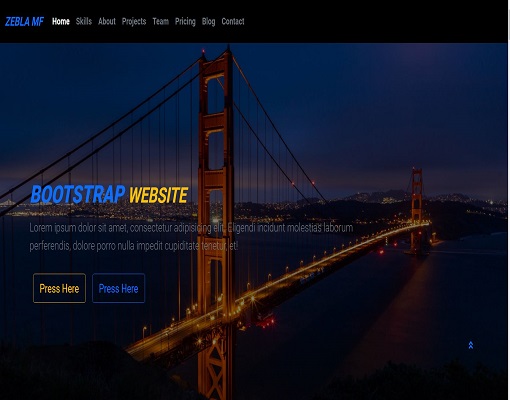 ZEBLA MF Home Skills About Projects Team Pricing Blog Contact
BOOTSTRAP WEBSITE
Lorem ipsum dolor sit amet, consectetur adipisicing elit. Eligendi incidunt molestias laborum
perferendis, dolore porro nulla impedit cupiditate tenetur, et!
Press Here Press Here